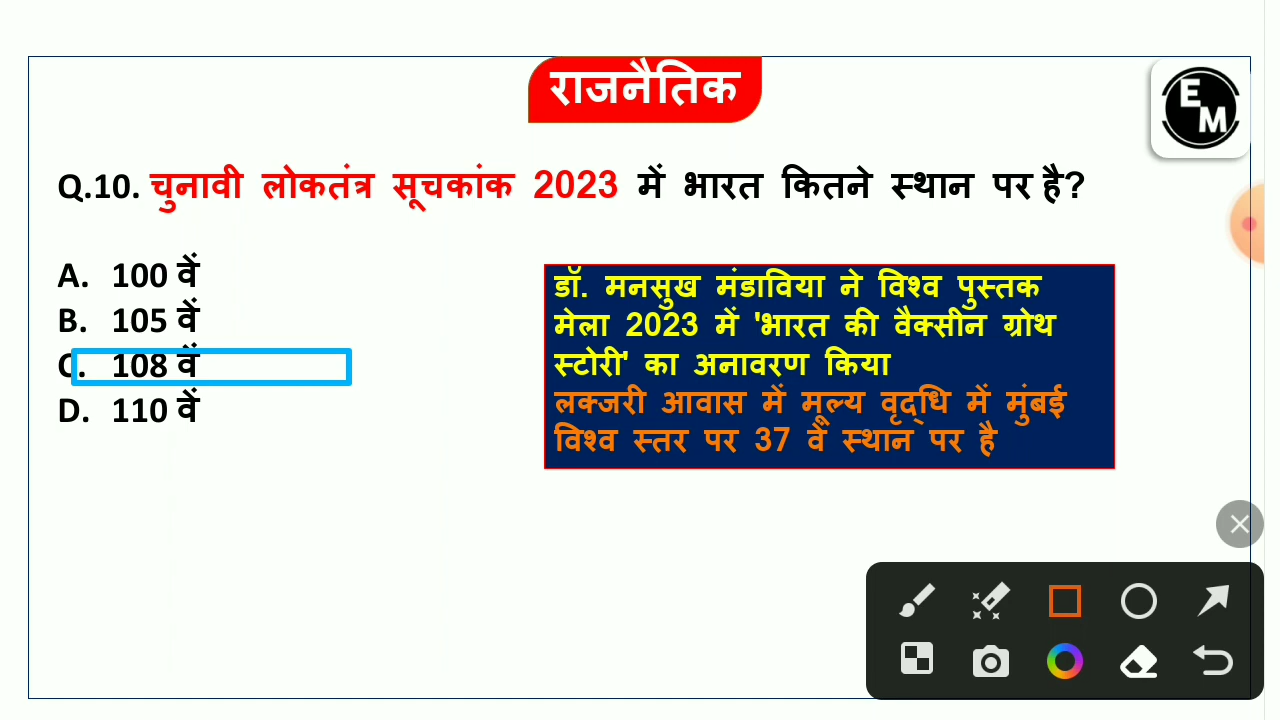 राजनैतिक
E
M
Q.10. चुनावी लोकतंत्र सूचकांक 2023 में भारत कितने स्थान पर है?
A. 100 वें
B. 105 वें
C. 108 वें
D. 110 वें
डॉ. मनसुख मंडाविया ने विश्व पुस्तक
मेला 2023 में 'भारत की वैक्सीन ग्रोथ
स्टोरी' का अनावरण किया
लक्जरी आवास में मूल्य वृद्धि में मुंबई
विश्व स्तर पर 37 वें स्थान पर है